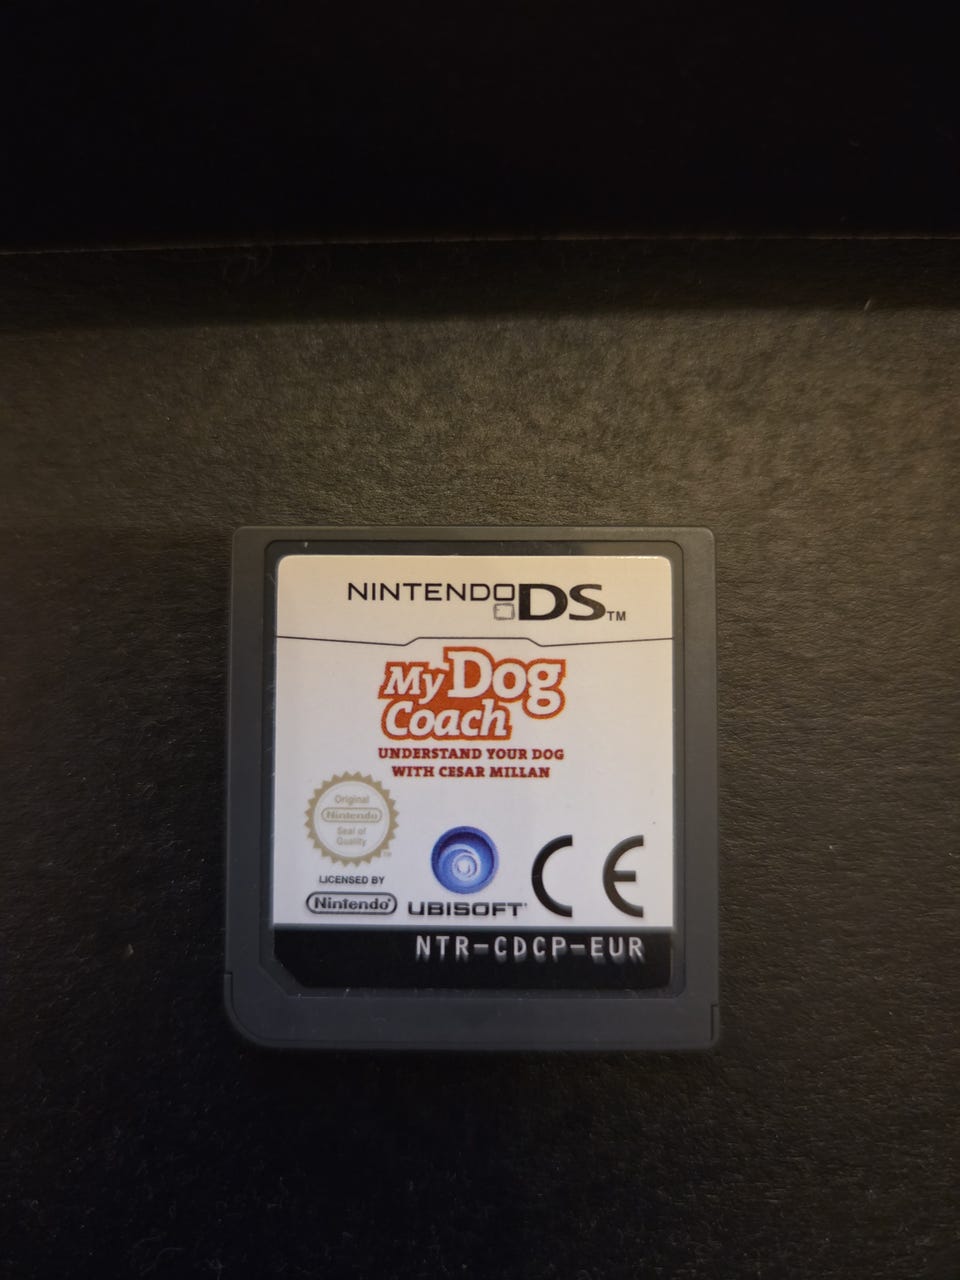 NINTENDO DS™
My Dog
Coach
UNDERSTAND YOUR DOG
WITH CESAR MILLAN
Original
Nintendo
Seal of
Quality
TM
LICENSED BY
Nintendo®
UBISOFT
CE
NTR-CDCP-EUR